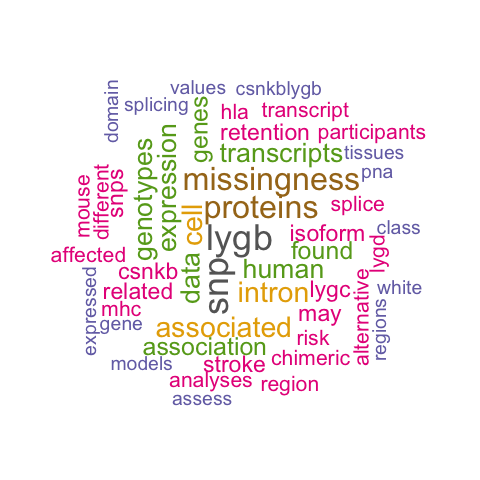 values
csnkblygb
domain
splicing
genes
hla
transcript
retention
participants
genotypes
expression
transcripts
tissues
mouse
different
snps
missingness
pna
cell
proteins
splice
lygb
isoform
class
affected
data
snp
human
found
lygd
csnkb
intron
lygc
white
expressed
related
alternative
regions
mhc
may
gene
associated
risk
association
chimeric
models
stroke
analyses
region
assess